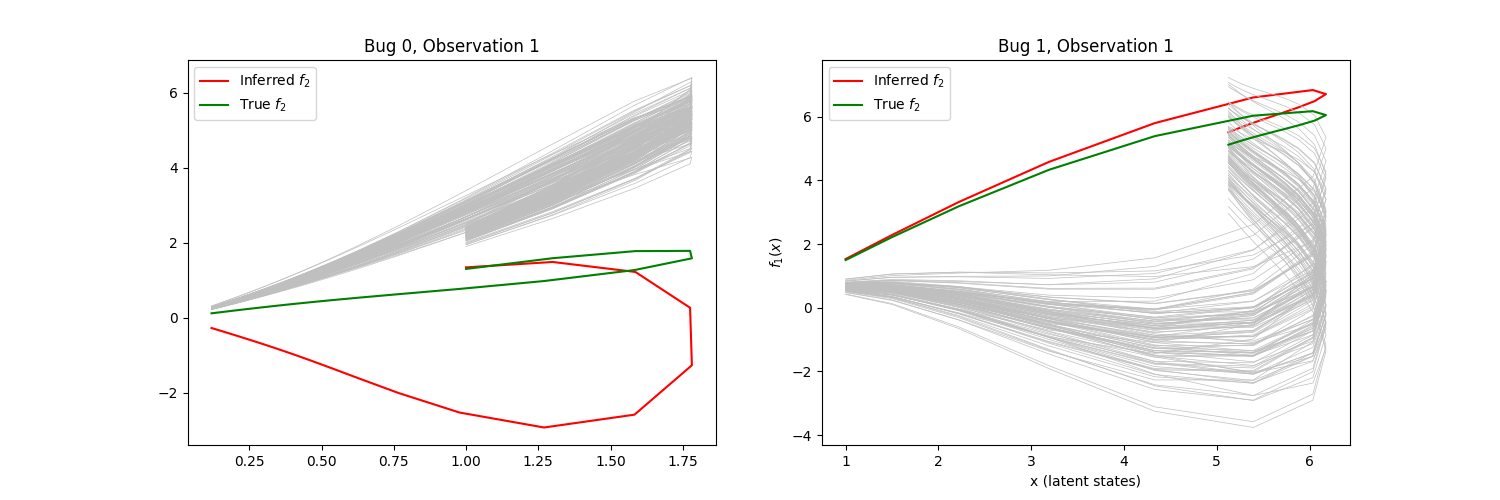 Bug 0, Observation 1
Inferred f₂
True f₂
6
4
2
0
−2
0.25 0.50 0.75 1.00 1.25 1.50 1.75
Bug 1, Observation 1
Inferred f₂
True f₂
f₁(x)
6
4
2
0
−2
−4
1 2 3 4 5 6
x (latent states)